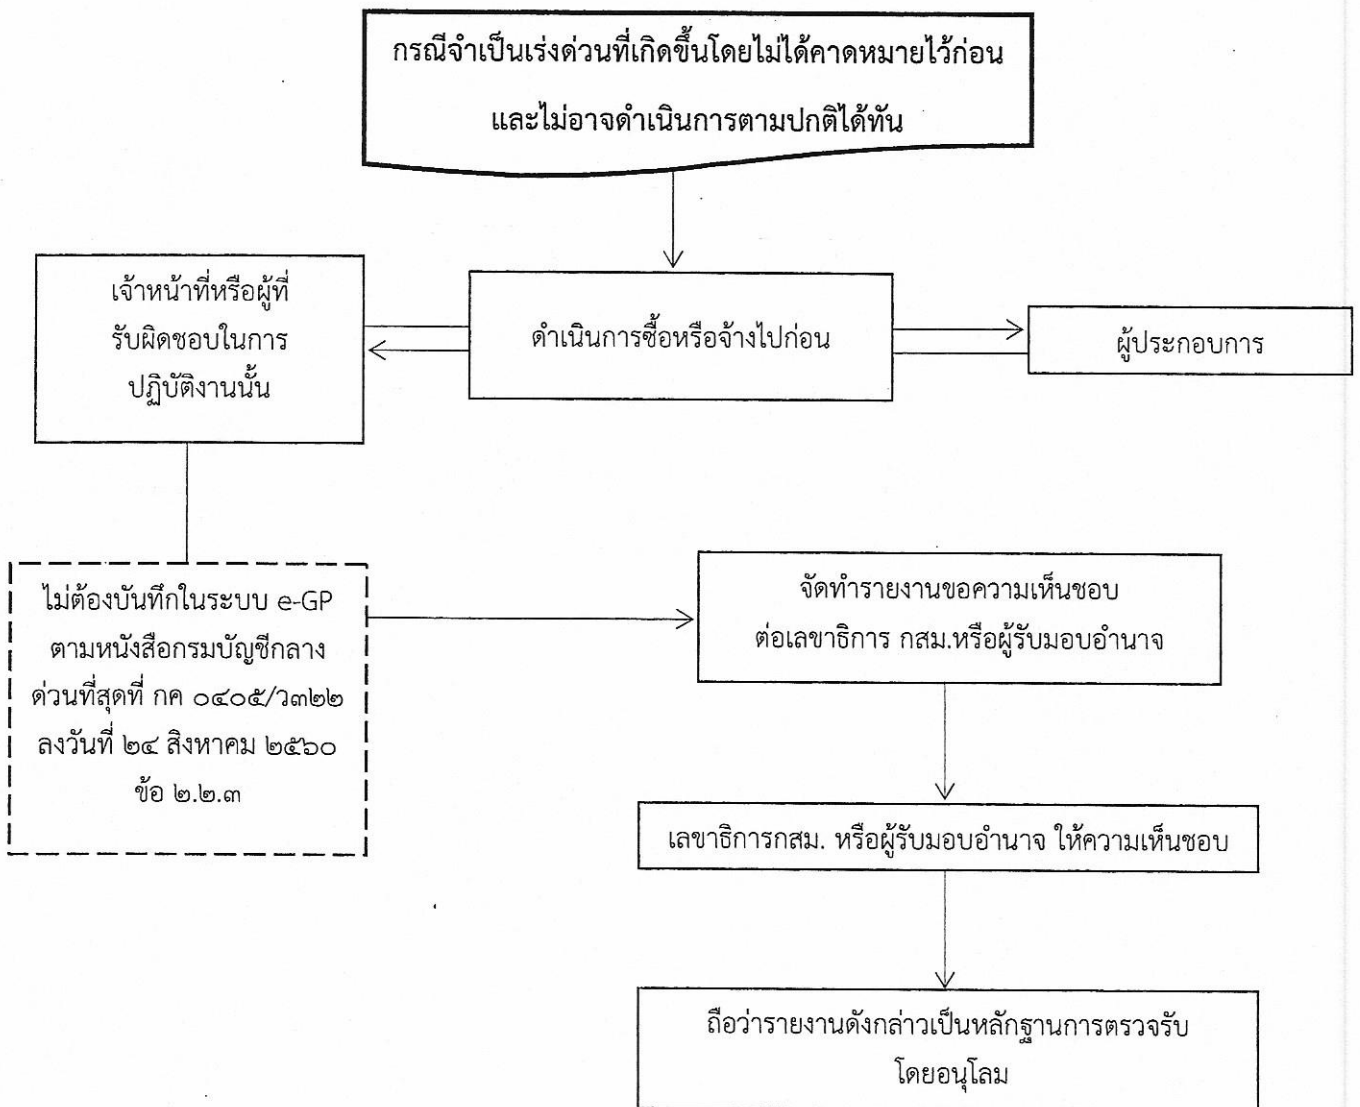 กรณีจำเป็นเร่งด่วนที่เกิดขึ้นโดยไม่ได้คาดหมายไว้ก่อน
และไม่อาจดำเนินการตามปกติได้ทัน
เจ้าหน้าที่หรือผู้ที่
รับผิดชอบในการ
ปฏิบัติงานนั้น
ดำเนินการซื้อหรือจ้างไปก่อน
ผู้ประกอบการ
ไม่ต้องบันทึกในระบบ e-GP
ตามหนังสือกรมบัญชีกลาง
ด่วนที่สุดที่ กค ๐๔๐๕/ว๓๒๒
ลงวันที่ ๒๔ สิงหาคม ๒๕๖๐
ข้อ ๒.๒.๓
จัดทำรายงานขอความเห็นชอบ
ต่อเลขาธิการ กสม.หรือผู้รับมอบอำนาจ
เลขาธิการกสม. หรือผู้รับมอบอำนาจ ให้ความเห็นชอบ
ถือว่ารายงานดังกล่าวเป็นหลักฐานการตรวจรับ
โดยอนุโลม